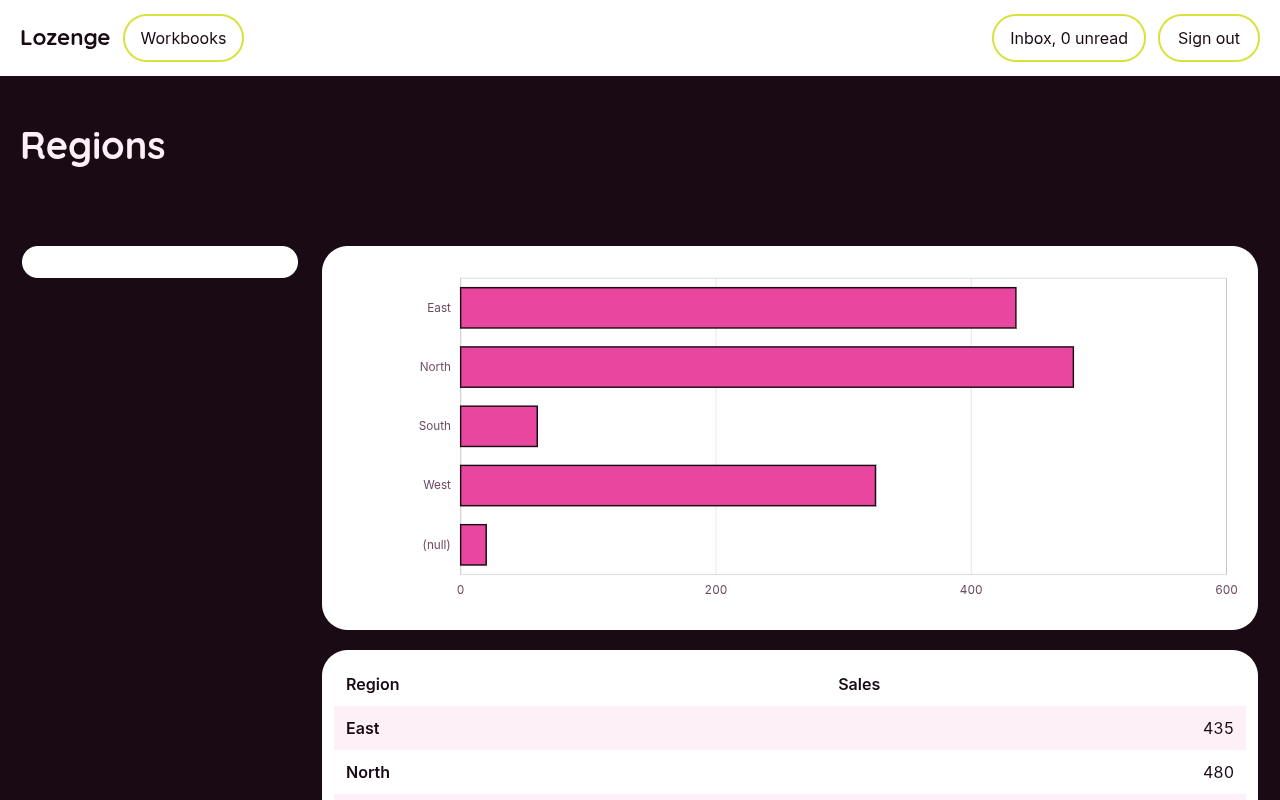 Lozenge
Workbooks
Inbox, 0 unread
Sign out
Regions
East
North
South
West
(null)
0
200
400
600
Region Sales
East 435
North 480